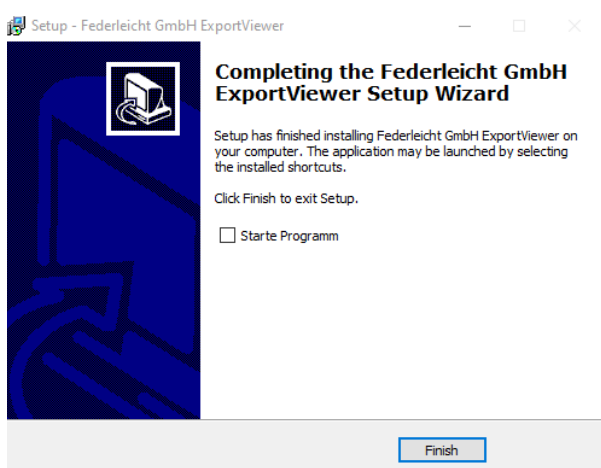 Setup - Federleicht GmbH ExportViewer
Completing the Federleicht GmbH
ExportViewer Setup Wizard
Setup has finished installing Federleicht GmbH ExportViewer on
your computer. The application may be launched by selecting
the installed shortcuts.
Click Finish to exit Setup.
Starte Programm
Finish